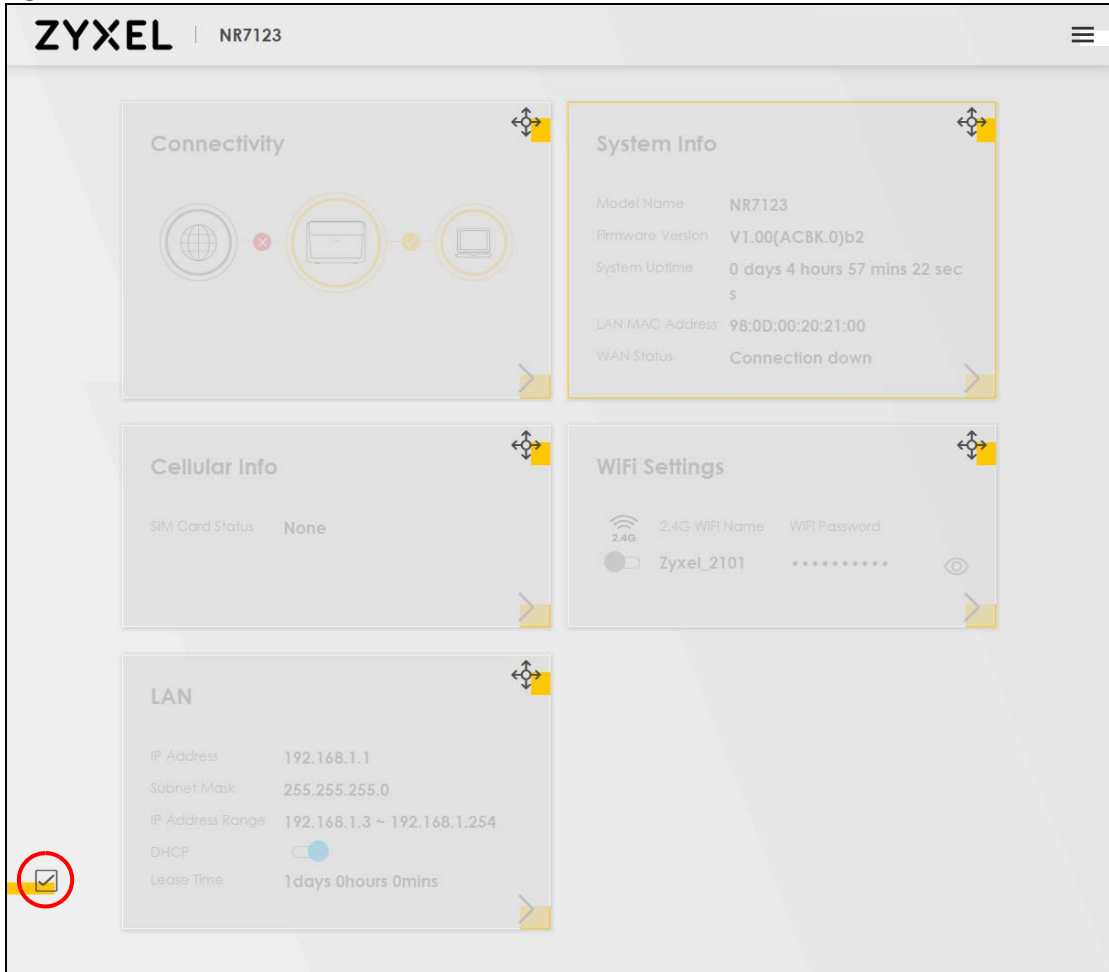 ZYXEL NR7123
Connectivity
System Info
Model Name NR7123
Firmware Version V1.00(ACBK.0)b2
System Uptime 0 days 4 hours 57 mins 22 sec
s
LAN MAC Address 98:0D:00:20:21:00
WAN Status Connection down
Cellular Info
SIM Card Status None
WiFi Settings
2.4G 2.4G WiFi Name WiFi Password
Zyxel_2101 ••••••••••
LAN
IP Address 192.168.1.1
Subnet Mask 255.255.255.0
IP Address Range 192.168.1.3 ~ 192.168.1.254
DHCP
Lease Time 1days 0hours 0mins